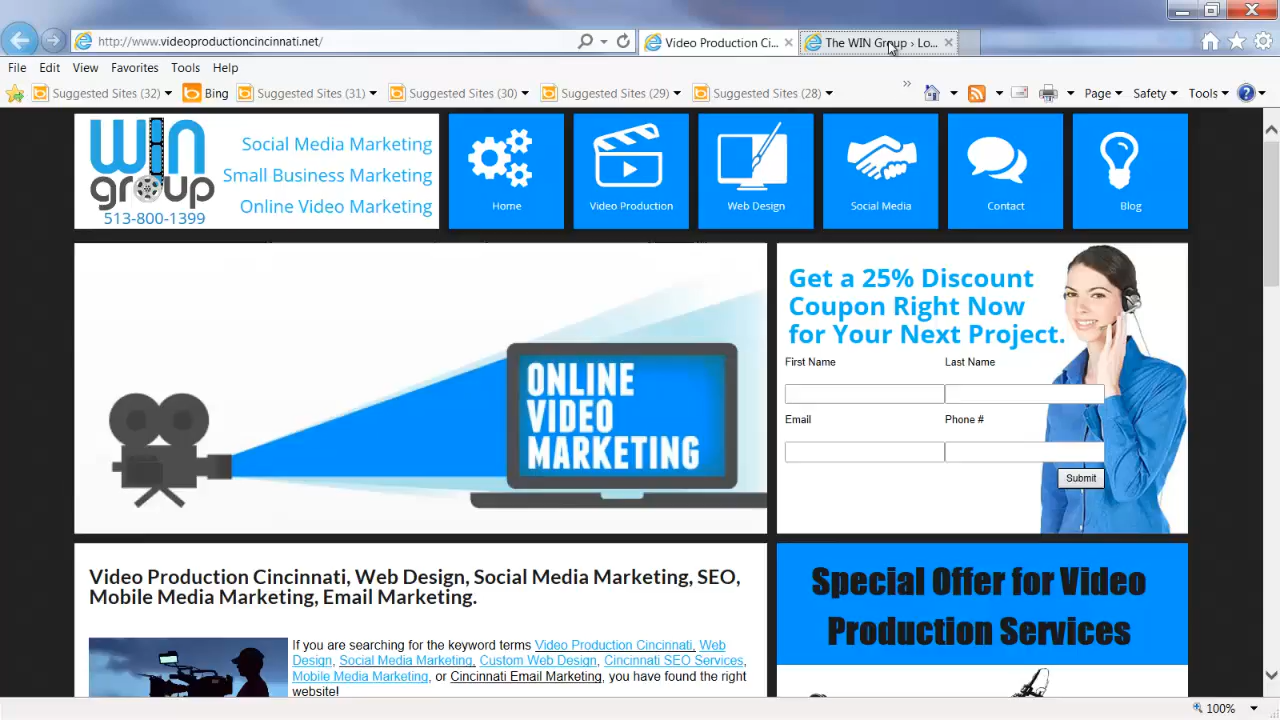 http://www.videoproductioncincinnati.net/
Video Production Ci...
The WIN Group › Lo...
File Edit View Favorites Tools Help
Suggested Sites (32)
Bing
Suggested Sites (31)
Suggested Sites (30)
Suggested Sites (29)
Suggested Sites (28)
»
Page
Safety
Tools
win
group
513-800-1399
Social Media Marketing
Small Business Marketing
Online Video Marketing
Home
Video Production
Web Design
Social Media
Contact
Blog
ONLINE
VIDEO
MARKETING
Get a 25% Discount
Coupon Right Now
for Your Next Project.
First Name
Last Name
Email
Phone #
Submit
Video Production Cincinnati, Web Design, Social Media Marketing, SEO,
Mobile Media Marketing, Email Marketing.
If you are searching for the keyword terms Video Production Cincinnati, Web
Design, Social Media Marketing, Custom Web Design, Cincinnati SEO Services,
Mobile Media Marketing, or Cincinnati Email Marketing, you have found the right
website!
Special Offer for Video
Production Services
100%